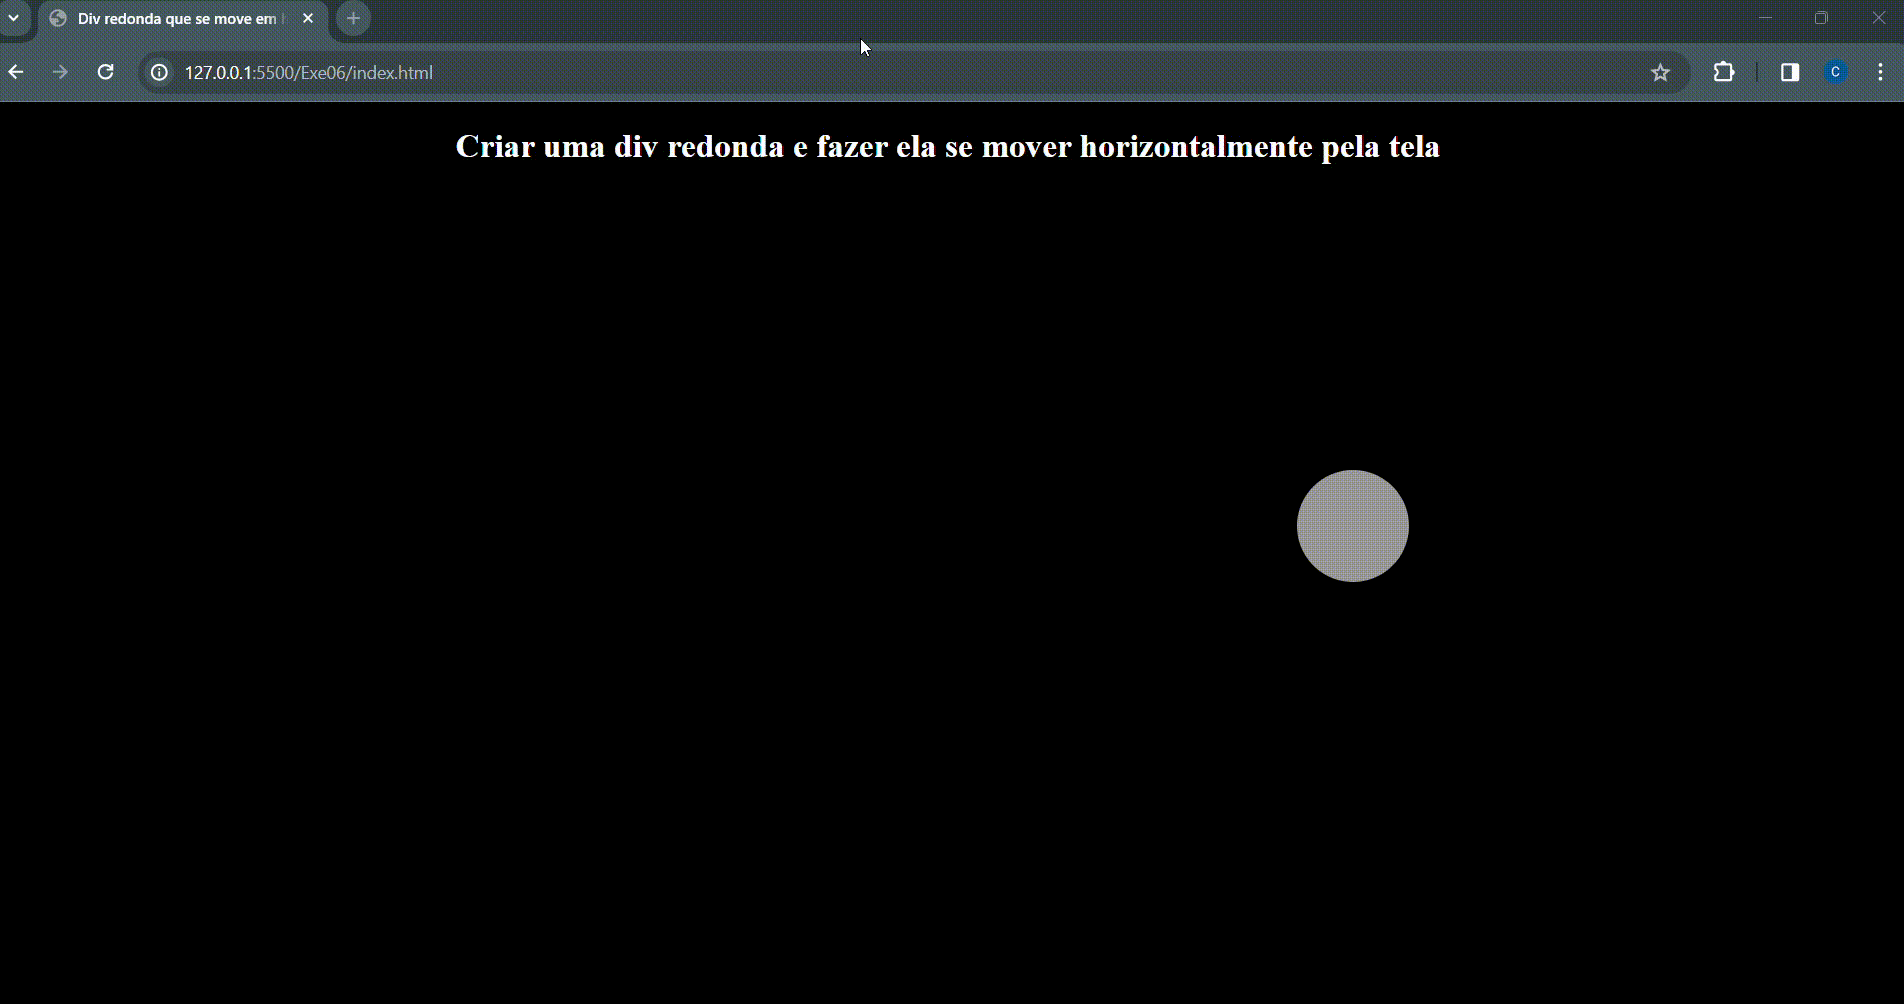 Div redonda que se move em
127.0.0.1:5500/Exe06/index.html
C
Criar uma div redonda e fazer ela se mover horizontalmente pela tela